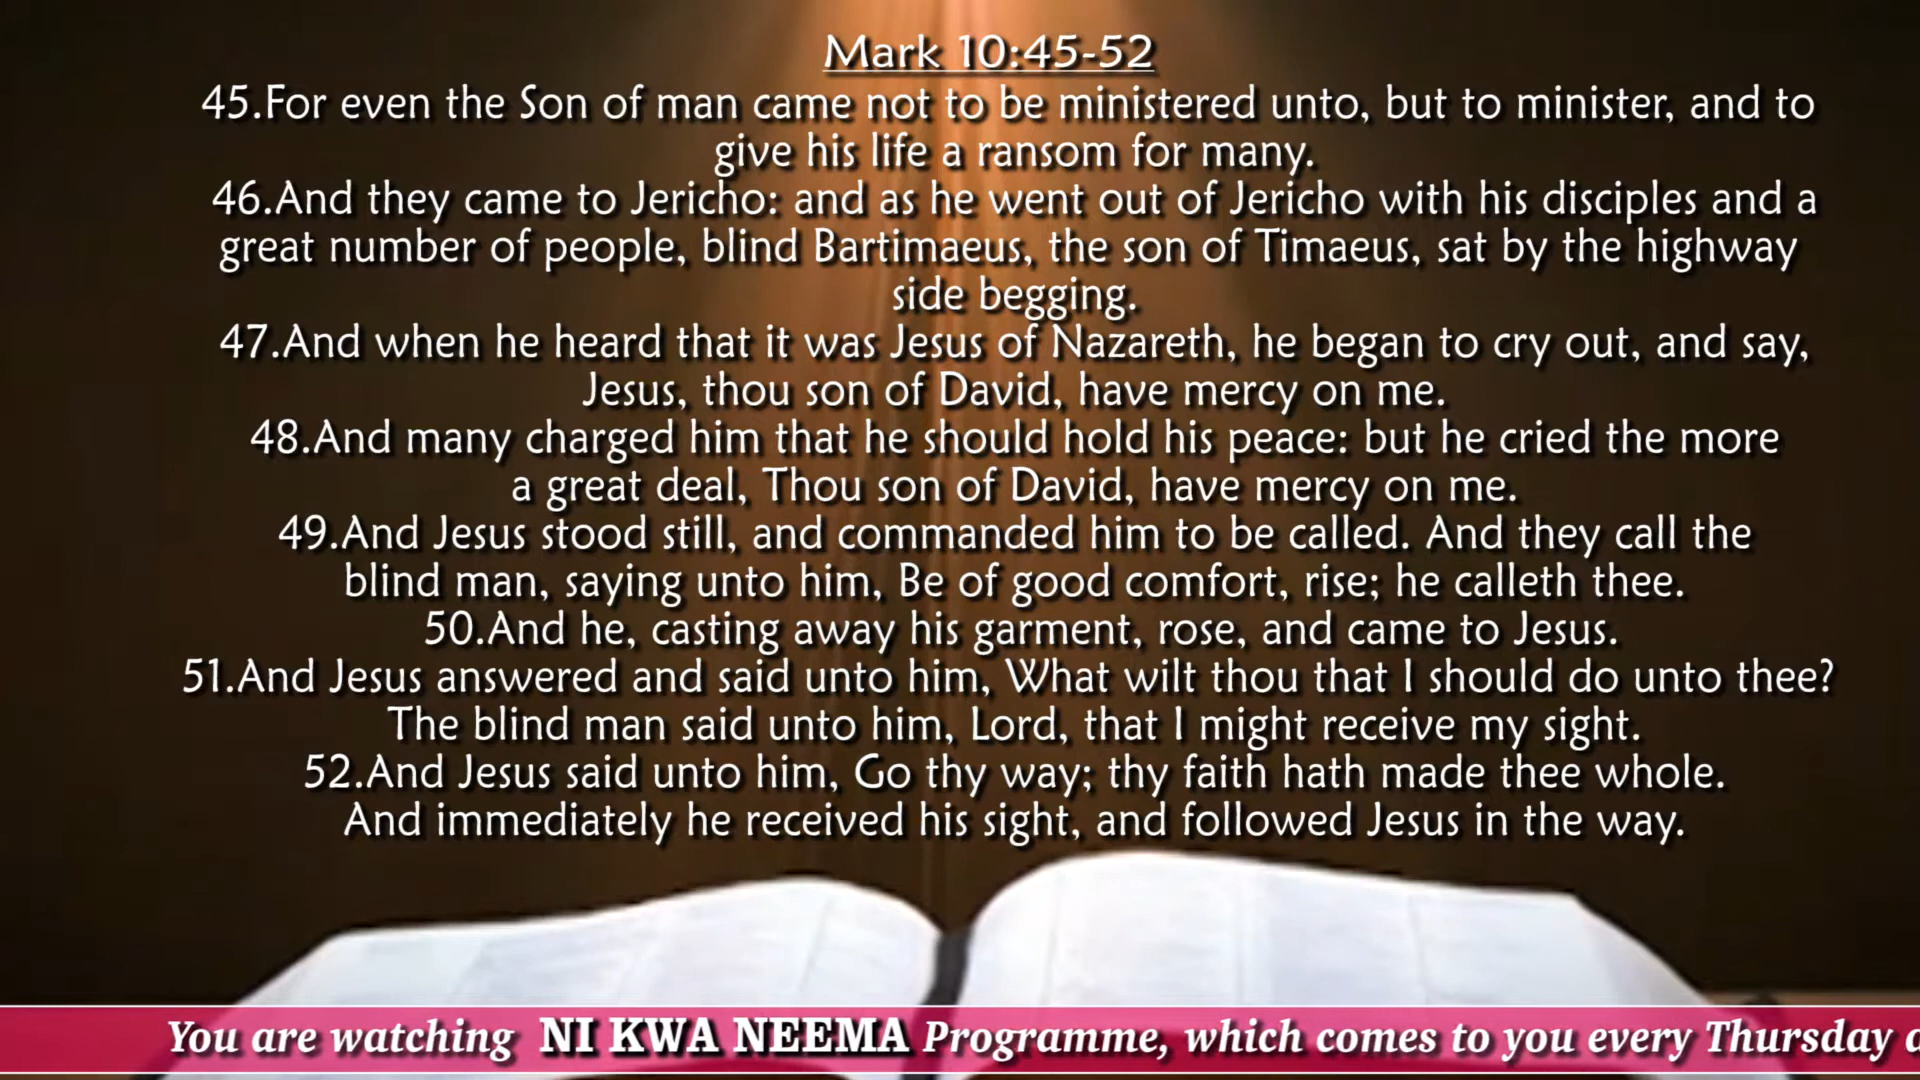 Mark 10:45-52
45.For even the Son of man came not to be ministered unto, but to minister, and to
give his life a ransom for many.
46.And they came to Jericho: and as he went out of Jericho with his disciples and a
great number of people, blind Bartimaeus, the son of Timaeus, sat by the highway
side begging.
47.And when he heard that it was Jesus of Nazareth, he began to cry out, and say,
Jesus, thou son of David, have mercy on me.
48.And many charged him that he should hold his peace: but he cried the more
a great deal, Thou son of David, have mercy on me.
49.And Jesus stood still, and commanded him to be called. And they call the
blind man, saying unto him, Be of good comfort, rise; he calleth thee.
50.And he, casting away his garment, rose, and came to Jesus.
51.And Jesus answered and said unto him, What wilt thou that I should do unto thee?
The blind man said unto him, Lord, that I might receive my sight.
52.And Jesus said unto him, Go thy way; thy faith hath made thee whole.
And immediately he received his sight, and followed Jesus in the way.
You are watching NI KWA NEEMA Programme, which comes to you every Thursday